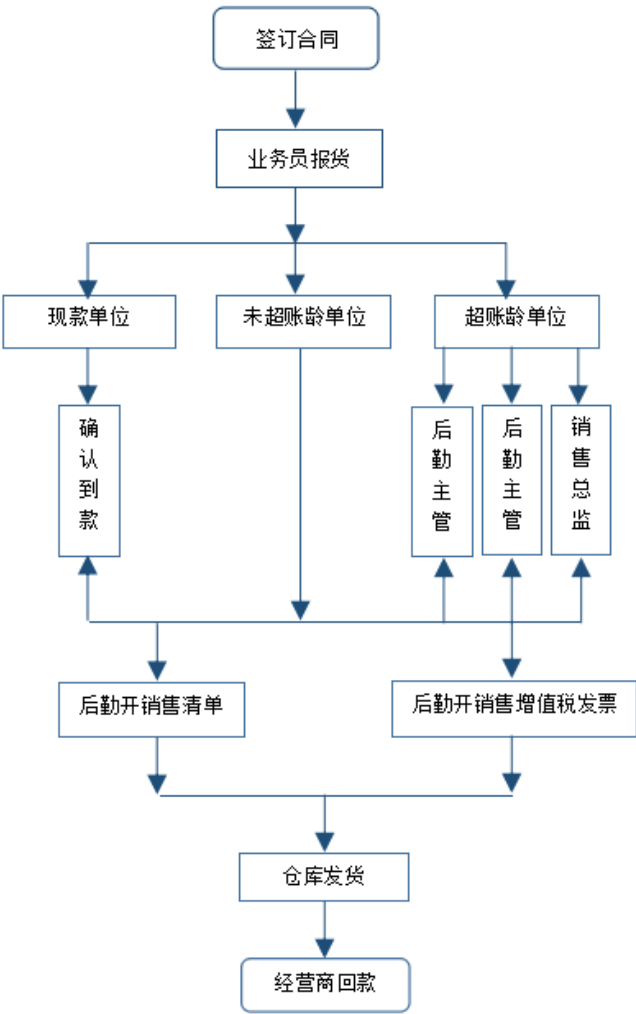 签订合同
业务员报货
现款单位
未超账龄单位
超账龄单位
确认到款
后勤主管
后勤主管
销售总监
后勤开销售清单
后勤开销售增值税发票
仓库发货
经营商回款